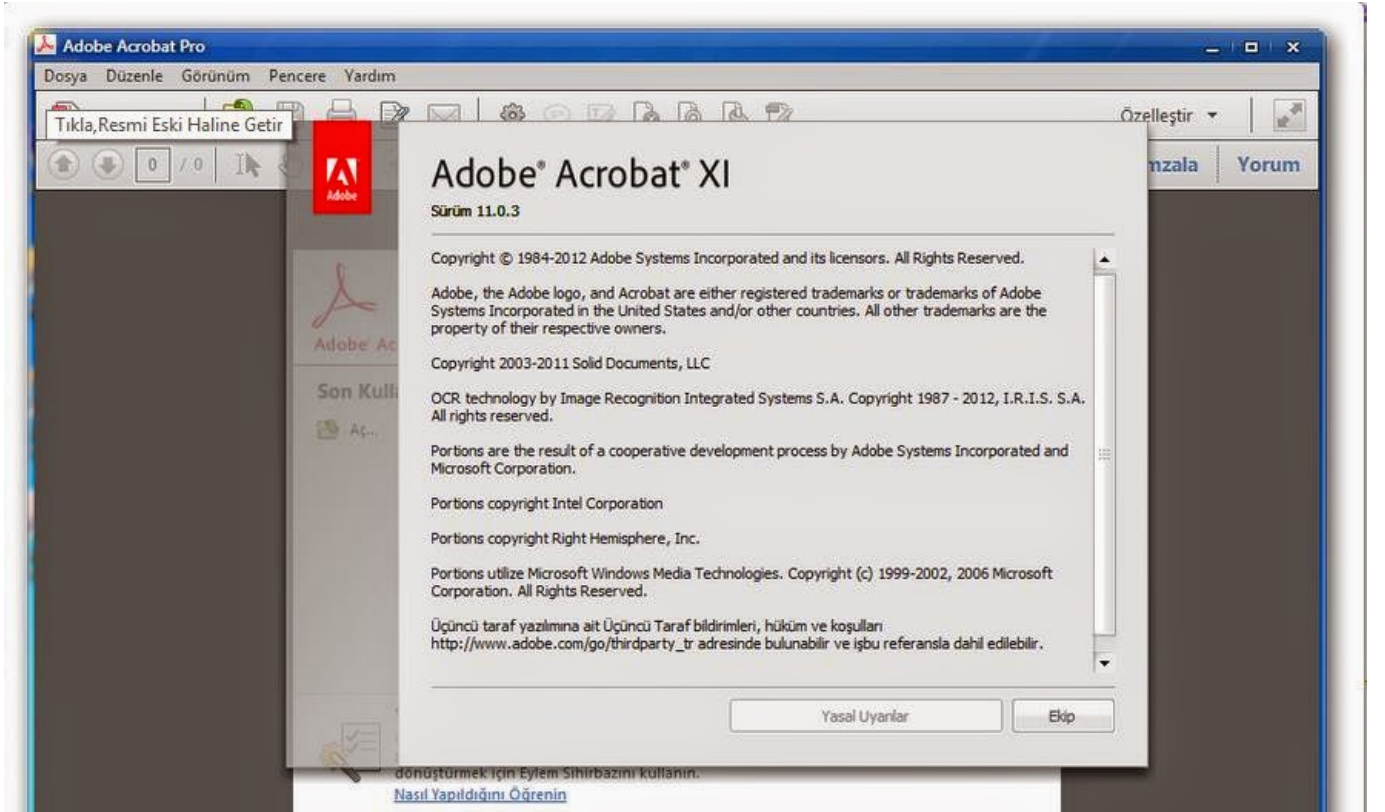 Adobe Acrobat Pro
Dosya Düzenle Görünüm Pencere Yardım
Tıkla,Resmi Eski Haline Getir
Özelleştir
0 / 0
mzala Yorum
Adobe
Adobe® Acrobat® XI
Sürüm 11.0.3
Copyright © 1984-2012 Adobe Systems Incorporated and its licensors. All Rights Reserved.
Adobe, the Adobe logo, and Acrobat are either registered trademarks or trademarks of Adobe
Systems Incorporated in the United States and/or other countries. All other trademarks are the
property of their respective owners.
Adobe Ac
Copyright 2003-2011 Solid Documents, LLC
Son Kulla
OCR technology by Image Recognition Integrated Systems S.A. Copyright 1987 - 2012, I.R.I.S. S.A.
All rights reserved.
Aç...
Portions are the result of a cooperative development process by Adobe Systems Incorporated and
Microsoft Corporation.
Portions copyright Intel Corporation
Portions copyright Right Hemisphere, Inc.
Portions utilize Microsoft Windows Media Technologies. Copyright (c) 1999-2002, 2006 Microsoft
Corporation. All Rights Reserved.
Üçüncü taraf yazılımına ait Üçüncü Taraf bildirimleri, hüküm ve koşulları
http://www.adobe.com/go/thirdparty_tr adresinde bulunabilir ve işbu referansla dahil edilebilir.
Yasal Uyarılar Ekip
dönüştürmek için Eylem Sihirbazını kullanın.
Nasıl Yapıldığını Öğrenin